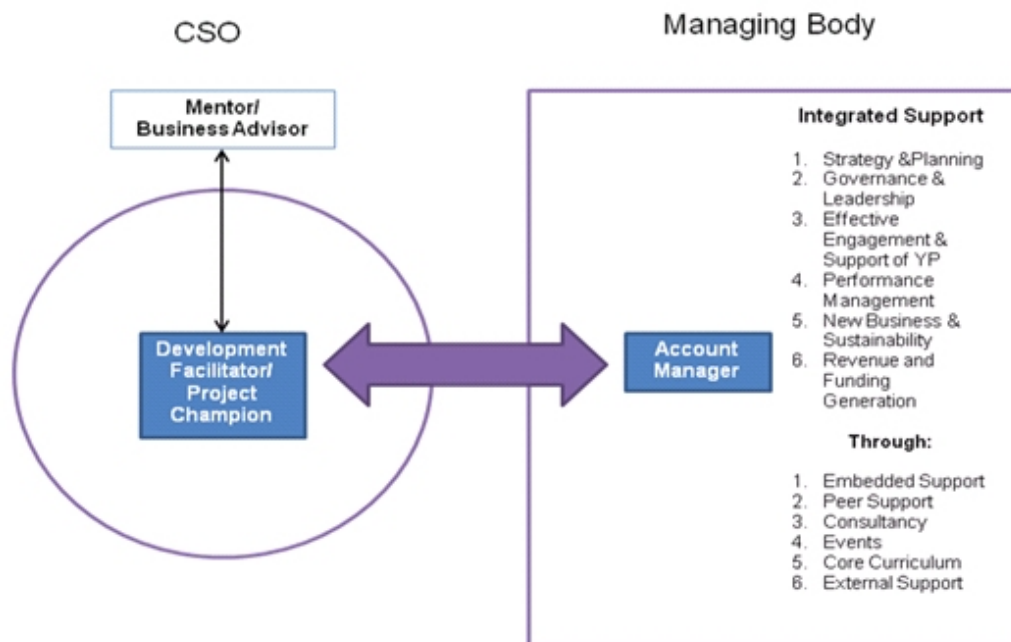 CSO
Mentor/
Business Advisor
Development
Facilitator/
Project
Champion
Managing Body
Account
Manager
Integrated Support
1. Strategy &Planning
2. Governance &
Leadership
3. Effective
Engagement &
Support of YP
4. Performance
Management
5. New Business &
Sustainability
6. Revenue and
Funding
Generation
Through:
1. Embedded Support
2. Peer Support
3. Consultancy
4. Events
5. Core Curriculum
6. External Support